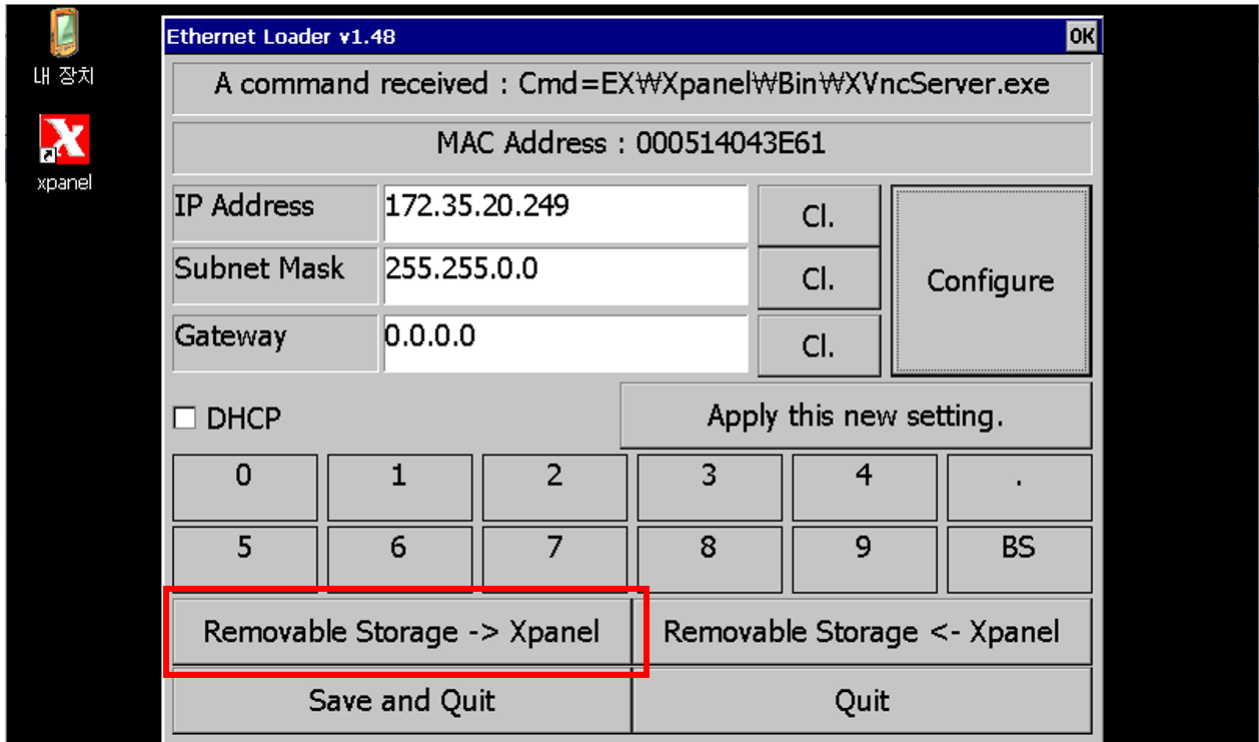 내 장치
xpanel
Ethernet Loader v1.48
OK
A command received : Cmd=EX₩Xpanel₩Bin₩XVncServer.exe
MAC Address : 000514043E61
IP Address 172.35.20.249 Cl.
Subnet Mask 255.255.0.0 Cl.
Configure
Gateway 0.0.0.0 Cl.
DHCP Apply this new setting.
0 1 2 3 4 .
5 6 7 8 9 BS
Removable Storage -> Xpanel Removable Storage <- Xpanel
Save and Quit Quit